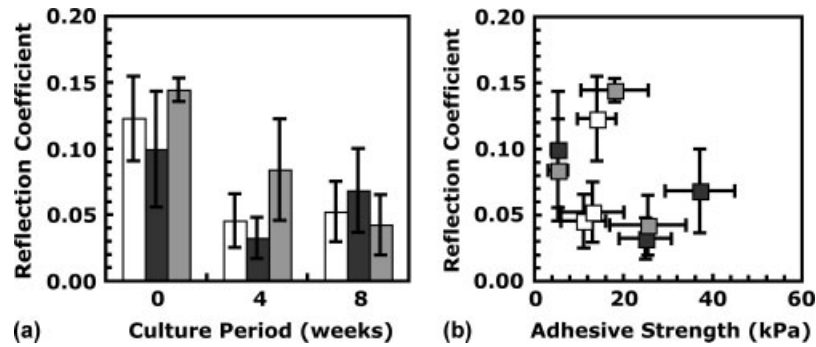 Reflection Coefficient
0.20
0.15
0.10
0.05
0.00
0 4 8
(a) Culture Period (weeks)
Reflection Coefficient
0.20
0.15
0.10
0.05
0.00
0 20 40 60
(b) Adhesive Strength (kPa)